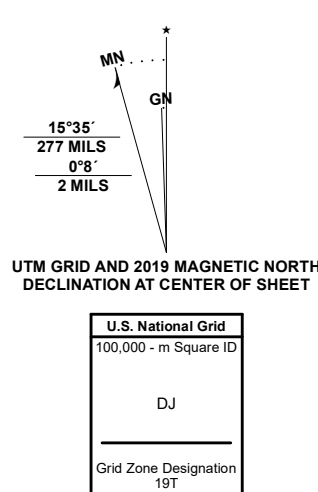 ★
MN
GN
15°35´
277 MILS
0°8´
2 MILS
UTM GRID AND 2019 MAGNETIC NORTH
DECLINATION AT CENTER OF SHEET
U.S. National Grid
100,000 - m Square ID
DJ
Grid Zone Designation
19T